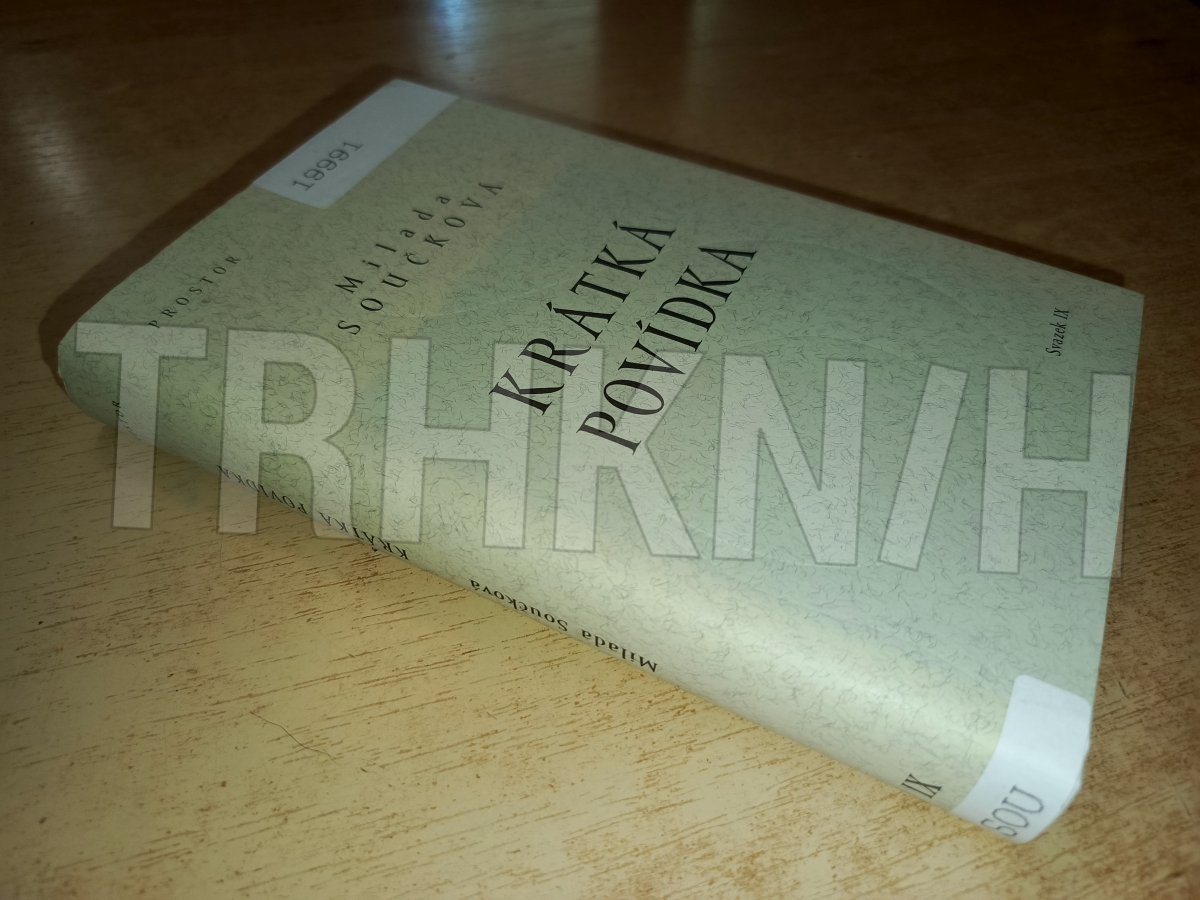 19991
Milada
SOUČKOVÁ
KRÁTKÁ
POVÍDKA
Svazek IX
PROSTOR
TRHKNIH
KRÁTKÁ POVÍDKA
Milada Součková
IX
SOU